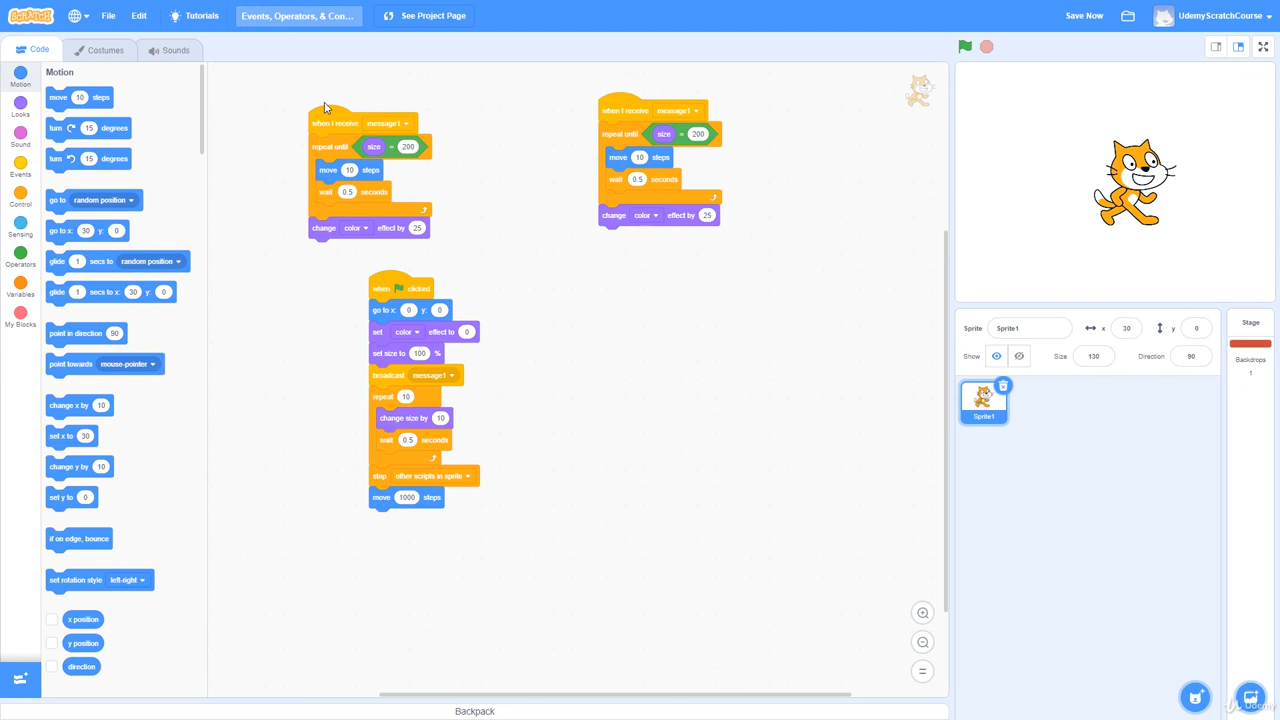 SCRATCH
File
Edit
Tutorials
Events, Operators, & Con...
See Project Page
Save Now
UdemyScratchCourse
Code
Costumes
Sounds
Motion
Looks
Sound
Events
Control
Sensing
Operators
Variables
My Blocks
Motion
move 10 steps
turn 15 degrees
turn 15 degrees
go to random position
go to x: 30 y: 0
glide 1 secs to random position
glide 1 secs to x: 30 y: 0
point in direction 90
point towards mouse-pointer
change x by 10
set x to 30
change y by 10
set y to 0
if on edge, bounce
set rotation style left-right
x position
y position
direction
when I receive message1
repeat until size = 200
move 10 steps
wait 0.5 seconds
change color effect by 25
when I receive message1
repeat until size = 200
move 10 steps
wait 0.5 seconds
change color effect by 25
when clicked
go to x: 0 y: 0
set color effect to 0
set size to 100 %
broadcast message1
repeat 10
change size by 10
wait 0.5 seconds
stop other scripts in sprite
move 1000 steps
Backpack
Sprite Sprite1 x 30 y 0
Show Size 130 Direction 90
Sprite1
Stage
Backdrops
1
Udemy